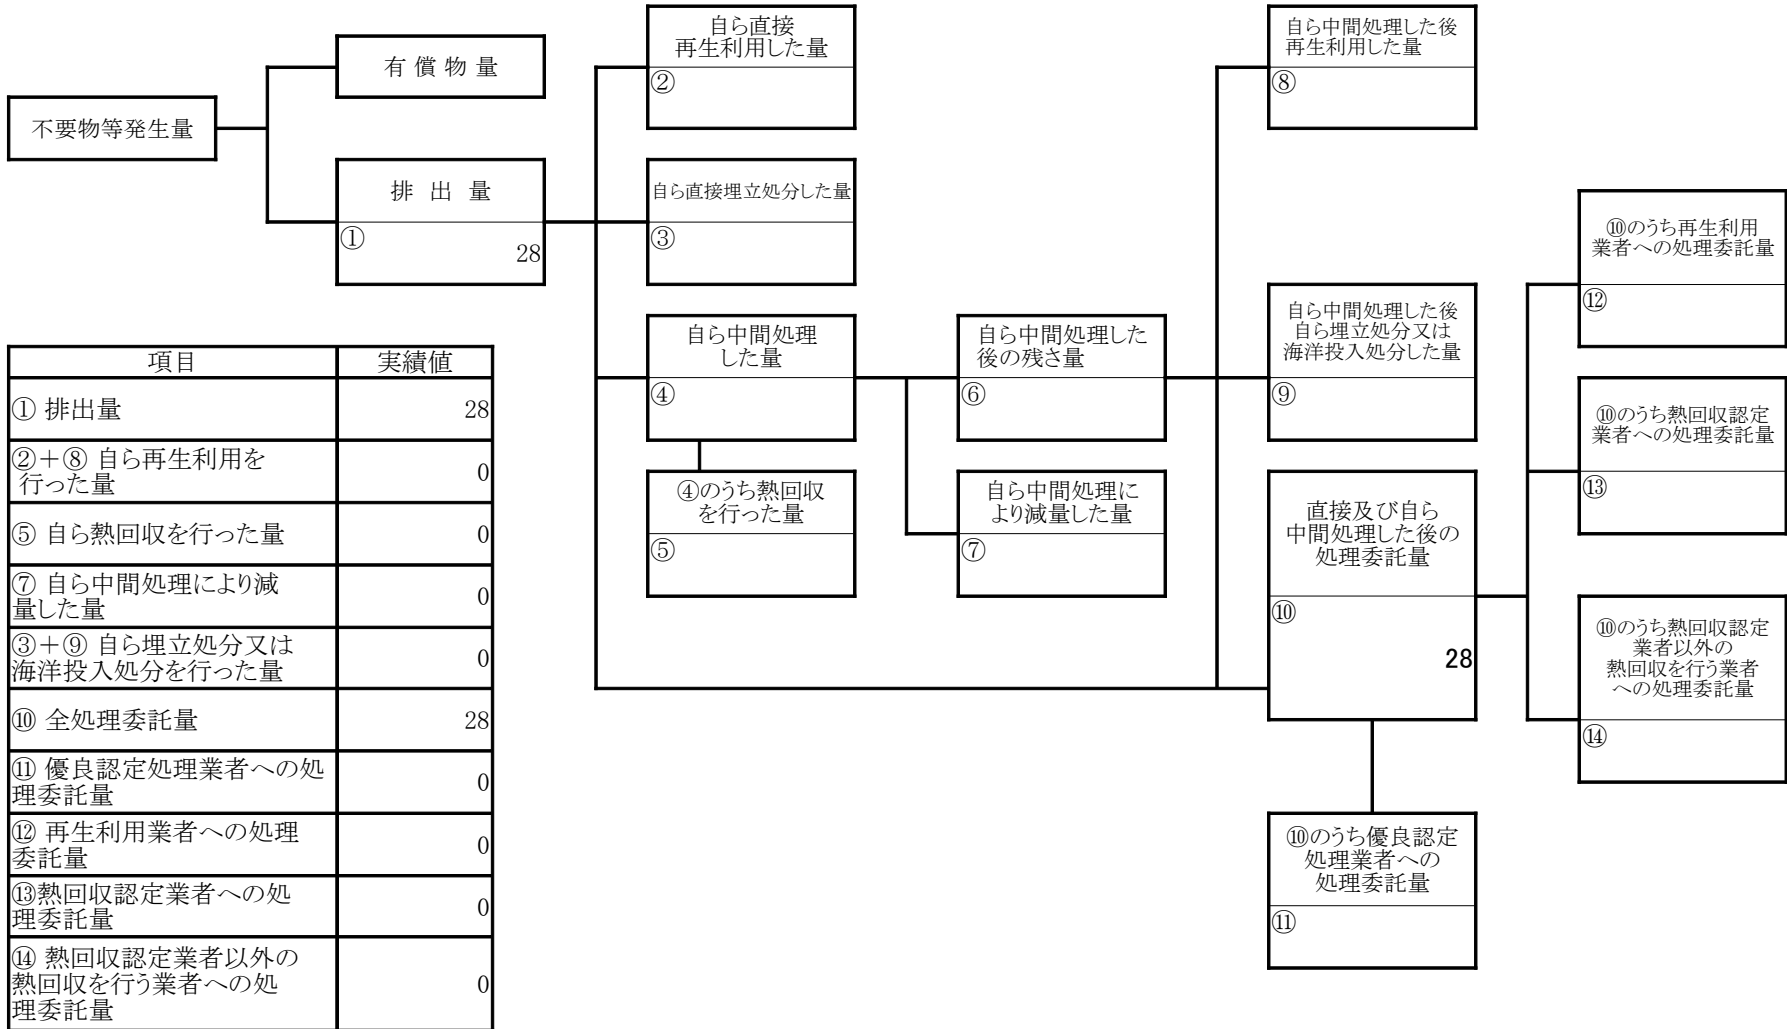 不要物等発生量
有 償 物 量
排 出 量
①
28
自ら直接
再生利用した量
②
自ら直接埋立処分した量
③
自ら中間処理
した量
④
④のうち熱回収
を行った量
⑤
自ら中間処理した
後の残さ量
⑥
自ら中間処理に
より減量した量
⑦
自ら中間処理した後
再生利用した量
⑧
自ら中間処理した後
自ら埋立処分又は
海洋投入処分した量
⑨
直接及び自ら
中間処理した後の
処理委託量
⑩
28
⑩のうち優良認定
処理業者への
処理委託量
⑪
⑩のうち再生利用
業者への処理委託量
⑫
⑩のうち熱回収認定
業者への処理委託量
⑬
⑩のうち熱回収認定
業者以外の
熱回収を行う業者
への処理委託量
⑭
項目 実績値
① 排出量 28
②＋⑧ 自ら再生利用を
行った量 0
⑤ 自ら熱回収を行った量 0
⑦ 自ら中間処理により減
量した量 0
③＋⑨ 自ら埋立処分又は
海洋投入処分を行った量 0
⑩ 全処理委託量 28
⑪ 優良認定処理業者への処
理委託量 0
⑫ 再生利用業者への処理
委託量 0
⑬熱回収認定業者への処
理委託量 0
⑭ 熱回収認定業者以外の
熱回収を行う業者への処
理委託量 0